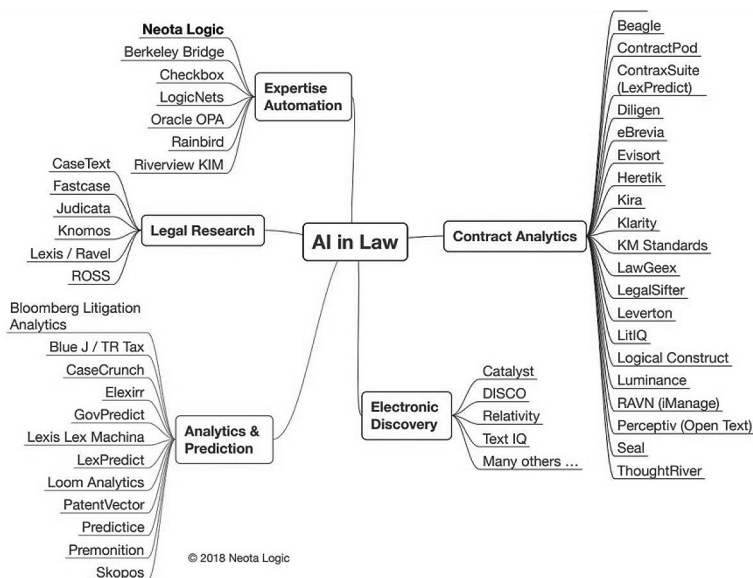 Neota Logic
Berkeley Bridge
Checkbox
LogicNets
Oracle OPA
Rainbird
Riverview KIM
Expertise
Automation
CaseText
Fastcase
Judicata
Knomos
Lexis / Ravel
ROSS
Legal Research
AI in Law
Contract Analytics
Beagle
ContractPod
ContraxSuite
(LexPredict)
Diligen
eBrevia
Evisort
Heretik
Kira
Klarity
KM Standards
LawGeex
LegalSifter
Leverton
LitIQ
Logical Construct
Luminance
RAVN (iManage)
Perceptiv (Open Text)
Seal
ThoughtRiver
Bloomberg Litigation
Analytics
Blue J / TR Tax
CaseCrunch
Elexirr
GovPredict
Lexis Lex Machina
LexPredict
Loom Analytics
PatentVector
Predictice
Premonition
Skopos
Analytics &
Prediction
Electronic
Discovery
Catalyst
DISCO
Relativity
Text IQ
Many others ...
© 2018 Neota Logic